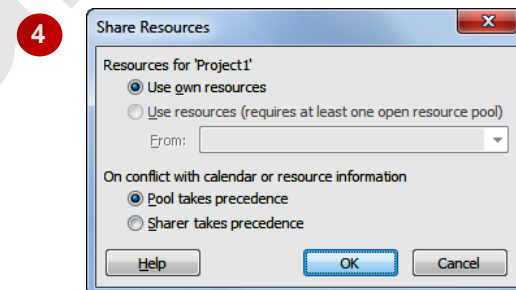 4
Share Resources
Resources for 'Project1'
Use own resources
Use resources (requires at least one open resource pool)
From:
On conflict with calendar or resource information
Pool takes precedence
Sharer takes precedence
Help
OK
Cancel